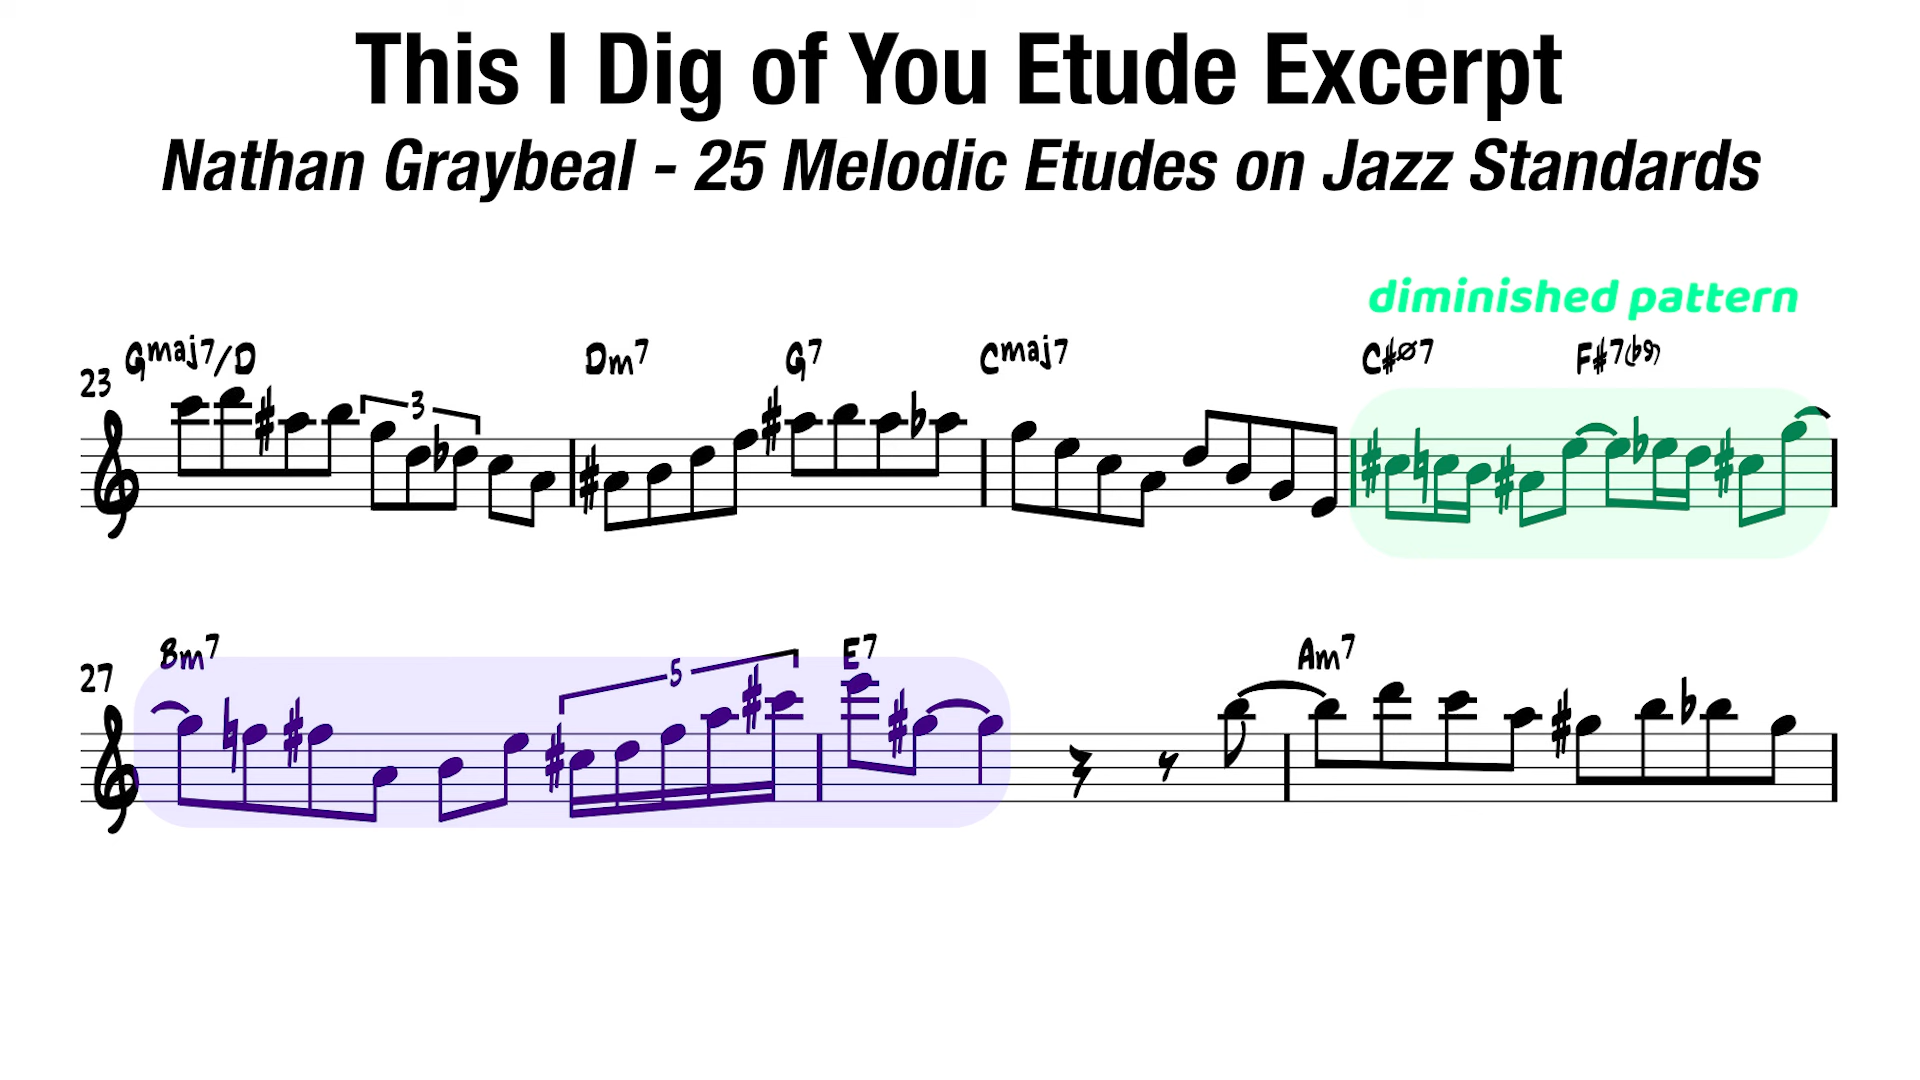 This I Dig of You Etude Excerpt
Nathan Graybeal - 25 Melodic Etudes on Jazz Standards
diminished pattern
Gmaj7/D Dm7 G7 Cmaj7 C#ø7 F#7(b9)
23 3
Bm7 5 E7 Am7
27